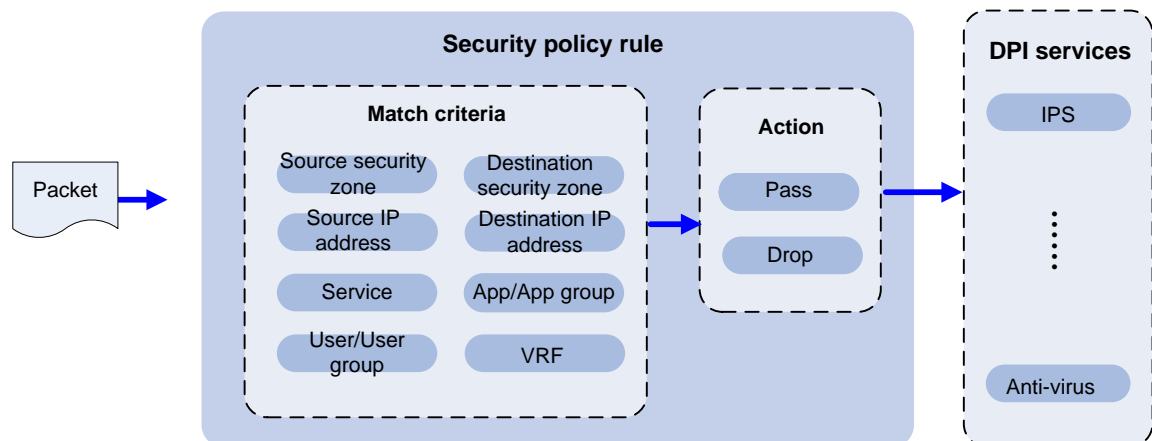 Security policy rule
DPI services
Match criteria
Action
IPS
Source security
zone
Destination
security zone
Packet
Pass
Source IP
address
Destination IP
address
Drop
Service
App/App group
User/User
group
VRF
Anti-virus